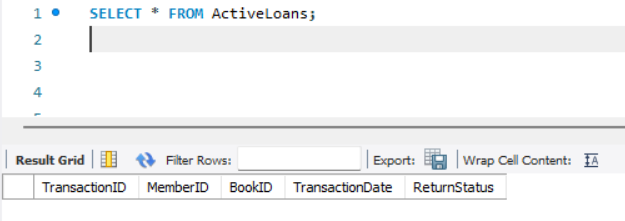 1 SELECT * FROM ActiveLoans;
2
3
4
Result Grid Filter Rows: Export: Wrap Cell Content: IA
TransactionID MemberID BookID TransactionDate ReturnStatus